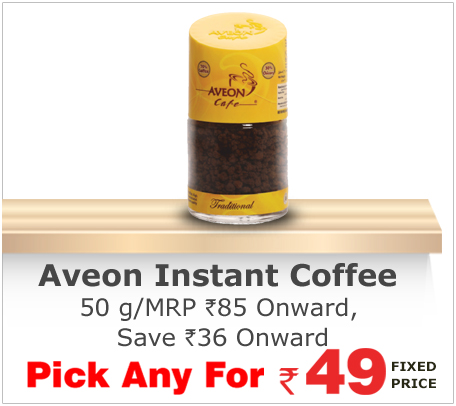 AVEON
Cafe
Traditional
Aveon Instant Coffee
50 g/MRP ₹85 Onward,
Save ₹36 Onward
Pick Any For ₹49 FIXED
PRICE